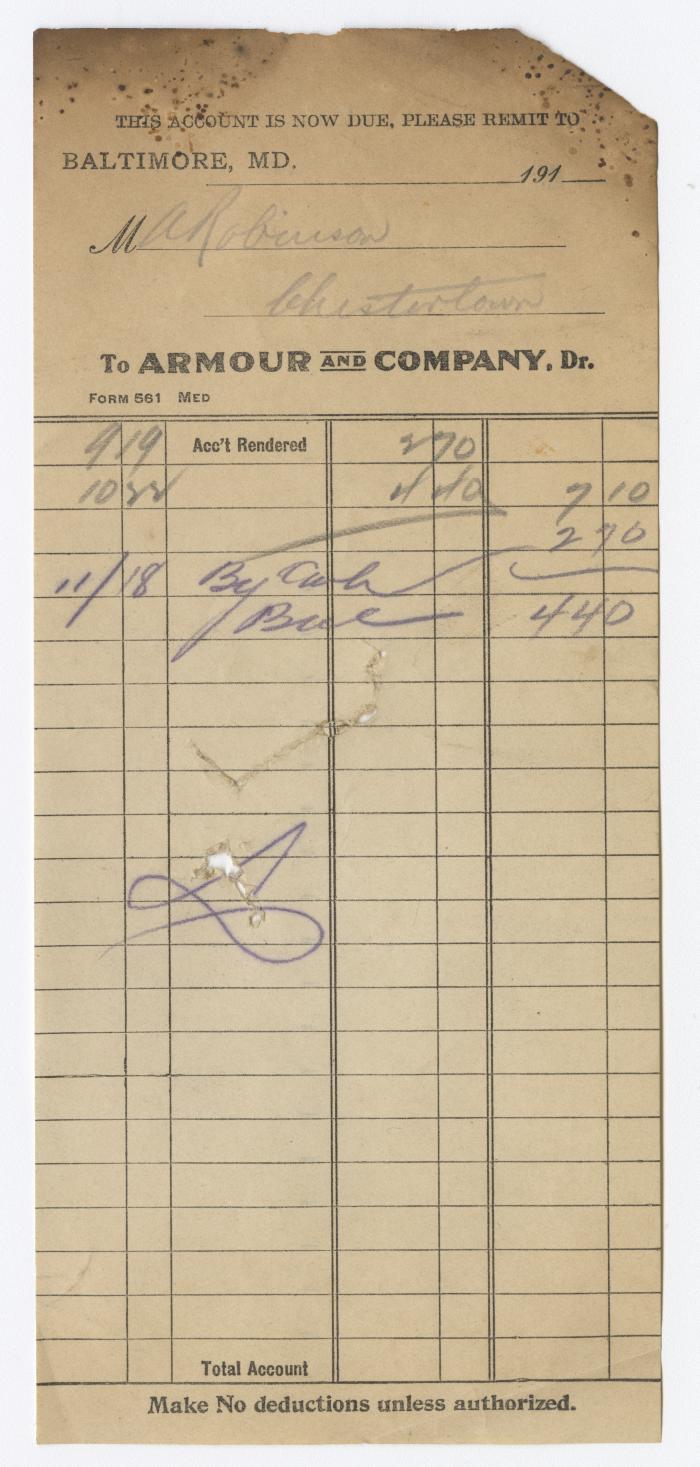 THIS ACCOUNT IS NOW DUE, PLEASE REMIT TO
BALTIMORE, MD. 191
M A Robinson
Chestertown
To ARMOUR AND COMPANY, Dr.
FORM 561 MED
9 19 Acc't Rendered 2 70
10 22 4 40 7 10
2 70
11/18 By Cash
Bal 4 40
Total Account
Make No deductions unless authorized.